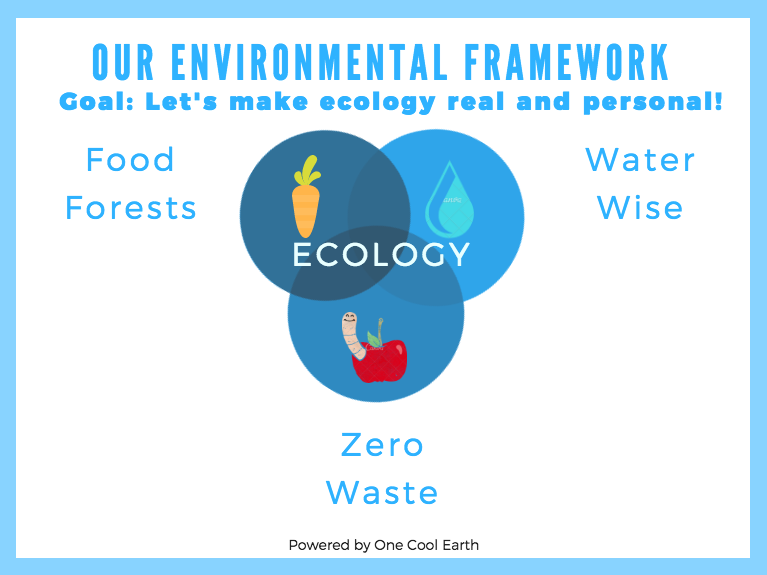 OUR ENVIRONMENTAL FRAMEWORK
Goal: Let's make ecology real and personal!
Food
Forests
Water
Wise
ECOLOGY
Zero
Waste
Powered by One Cool Earth